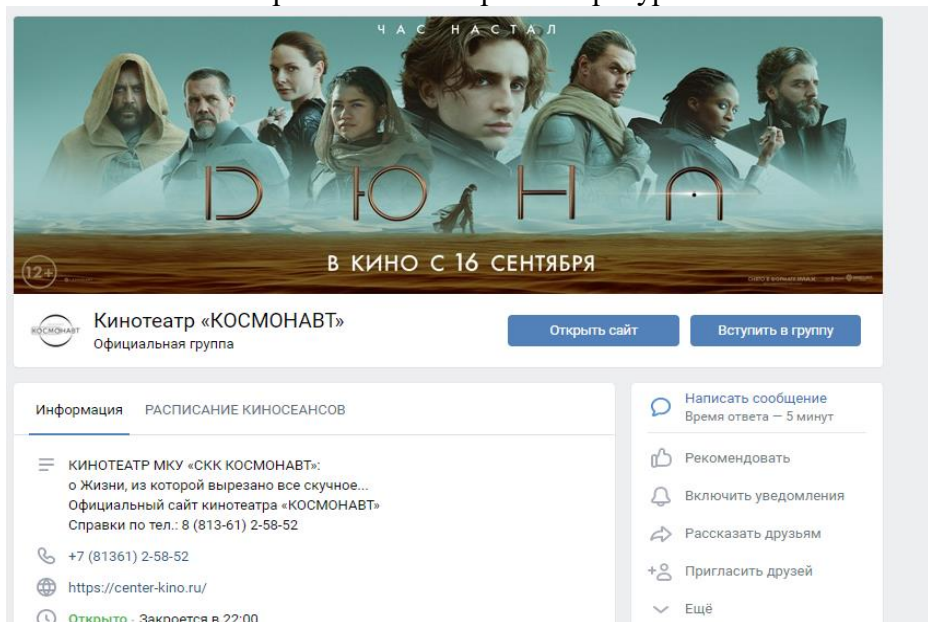 ЧАС НАСТАЛ
ДЮНА
В КИНО С 16 СЕНТЯБРЯ
12+
КОСМОНАВТ
Кинотеатр «КОСМОНАВТ»
Официальная группа
Открыть сайт
Вступить в группу
Информация РАСПИСАНИЕ КИНОСЕАНСОВ
КИНОТЕАТР МКУ «СКК КОСМОНАВТ»:
о Жизни, из которой вырезано все скучное...
Официальный сайт кинотеатра «КОСМОНАВТ»
Справки по тел.: 8 (813-61) 2-58-52
+7 (81361) 2-58-52
https://center-kino.ru/
Открыто · Закроется в 22:00
Написать сообщение
Время ответа — 5 минут
Рекомендовать
Включить уведомления
Рассказать друзьям
Пригласить друзей
Ещё